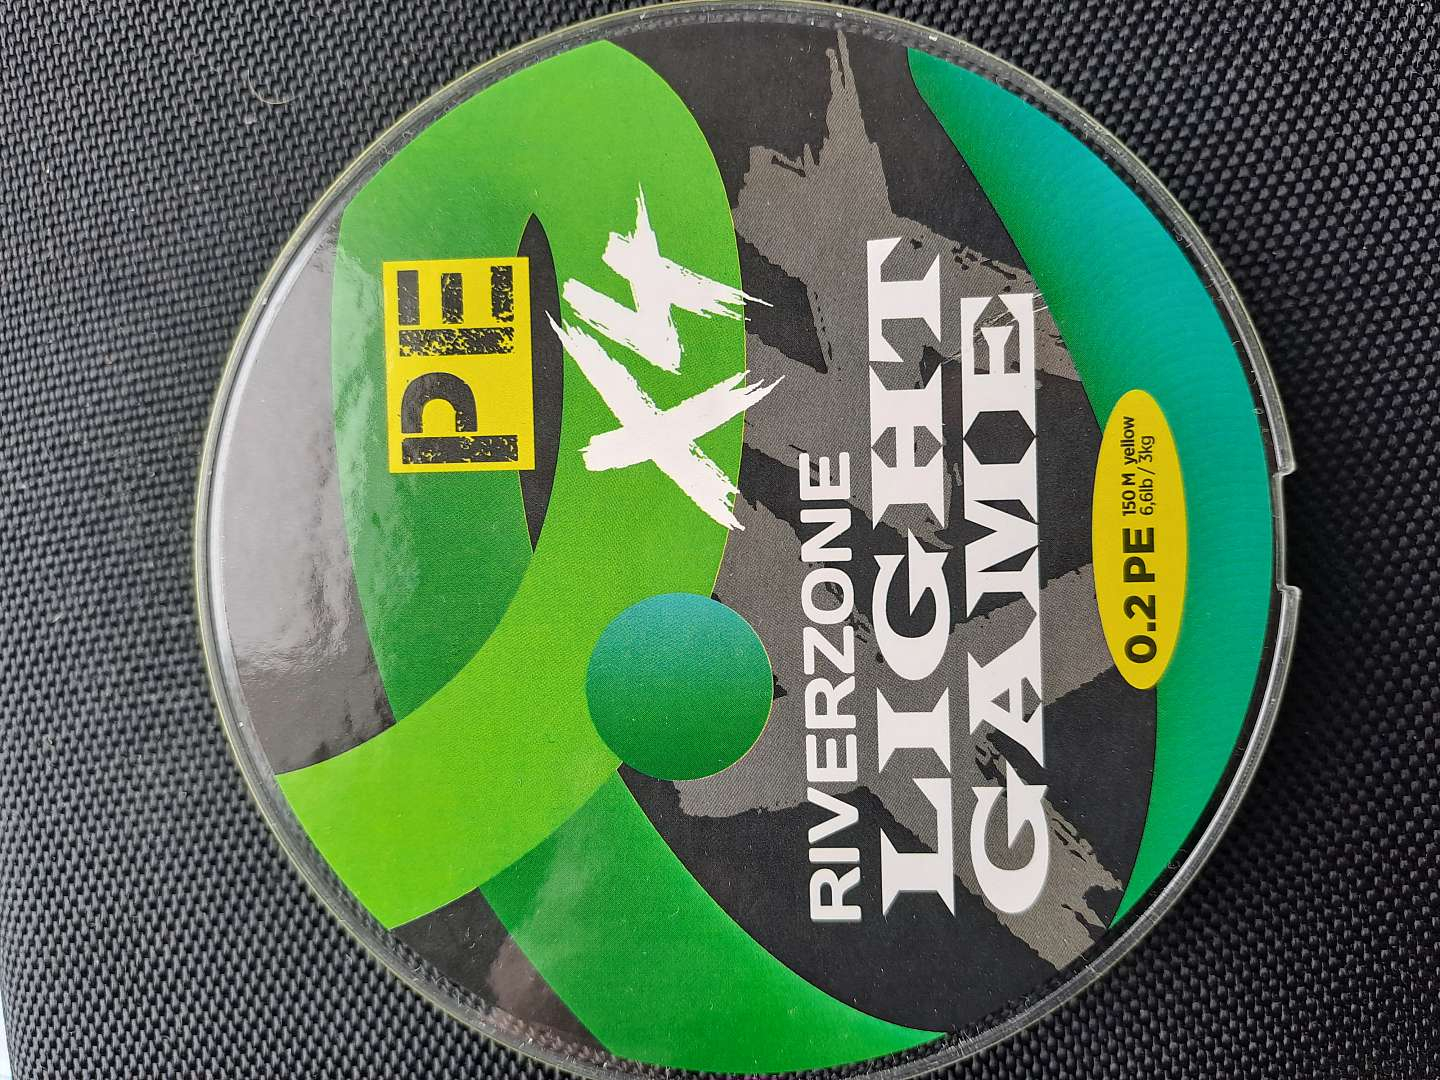 PE
X4
RIVERZONE
LIGHT
GAME
0.2 PE 150 M yellow
6,6lb / 3kg